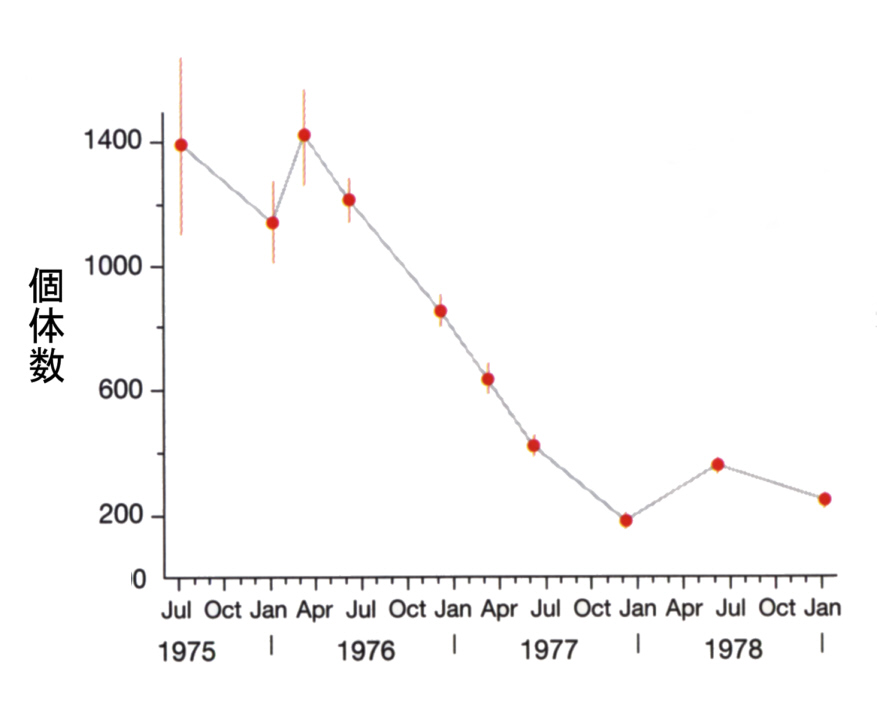 1400
1000
個体数
600
200
0
Jul Oct Jan Apr Jul Oct Jan Apr Jul Oct Jan Apr Jul Oct Jan
1975 | 1976 | 1977 | 1978 |